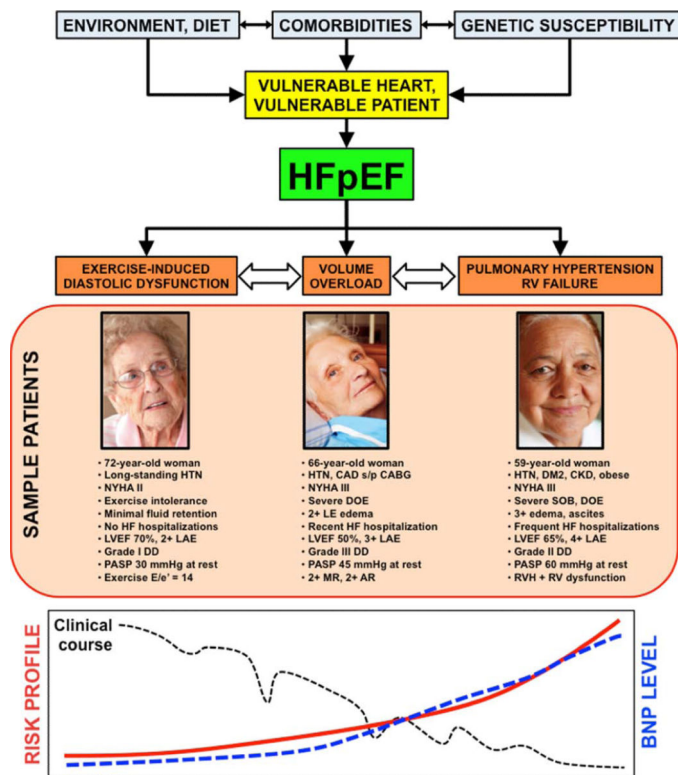 ENVIRONMENT, DIET
COMORBIDITIES
GENETIC SUSCEPTIBILITY
VULNERABLE HEART,
VULNERABLE PATIENT
HFpEF
EXERCISE-INDUCED
DIASTOLIC DYSFUNCTION
VOLUME
OVERLOAD
PULMONARY HYPERTENSION
RV FAILURE
SAMPLE PATIENTS
• 72-year-old woman
• Long-standing HTN
• NYHA II
• Exercise intolerance
• Minimal fluid retention
• No HF hospitalizations
• LVEF 70%, 2+ LAE
• Grade I DD
• PASP 30 mmHg at rest
• Exercise E/e' = 14
• 66-year-old woman
• HTN, CAD s/p CABG
• NYHA III
• Severe DOE
• 2+ LE edema
• Recent HF hospitalization
• LVEF 50%, 3+ LAE
• Grade III DD
• PASP 45 mmHg at rest
• 2+ MR, 2+ AR
• 59-year-old woman
• HTN, DM2, CKD, obese
• NYHA III
• Severe SOB, DOE
• 3+ edema, ascites
• Frequent HF hospitalizations
• LVEF 65%, 4+ LAE
• Grade II DD
• PASP 60 mmHg at rest
• RVH + RV dysfunction
RISK PROFILE
Clinical
course
BNP LEVEL